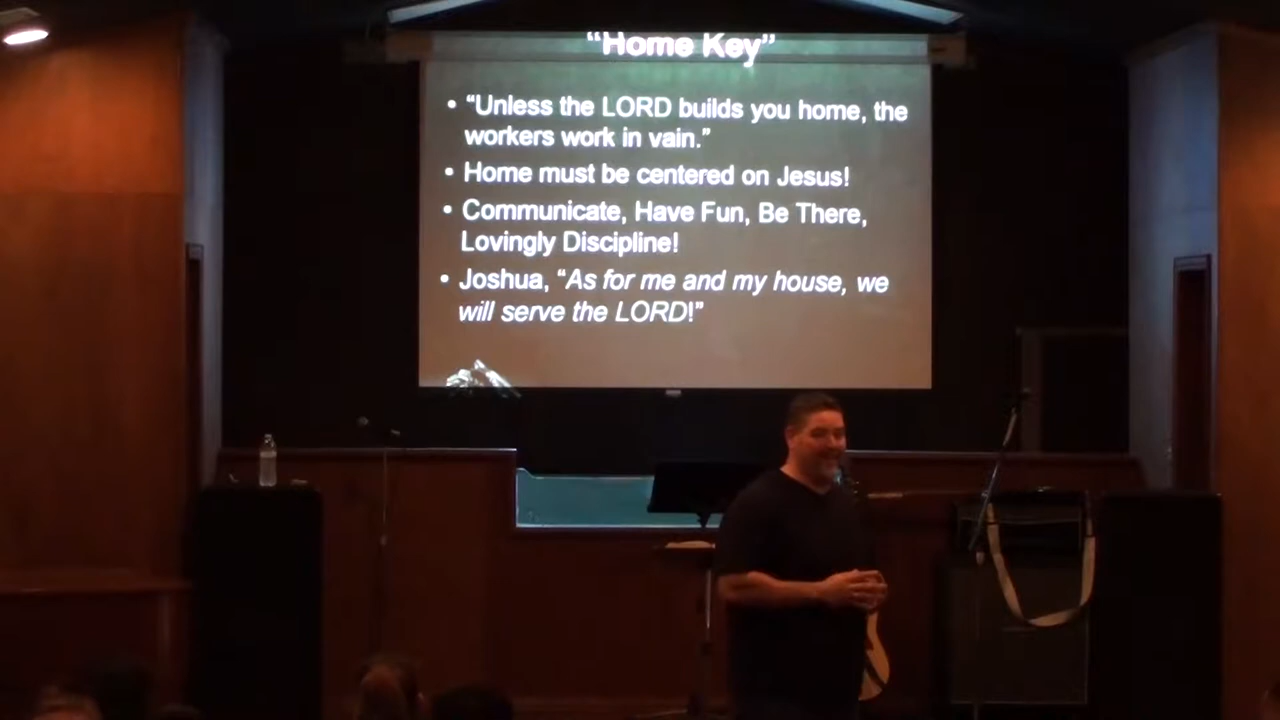 “Home Key”
• “Unless the LORD builds you home, the
workers work in vain.”
• Home must be centered on Jesus!
• Communicate, Have Fun, Be There,
Lovingly Discipline!
• Joshua, “As for me and my house, we
will serve the LORD!”